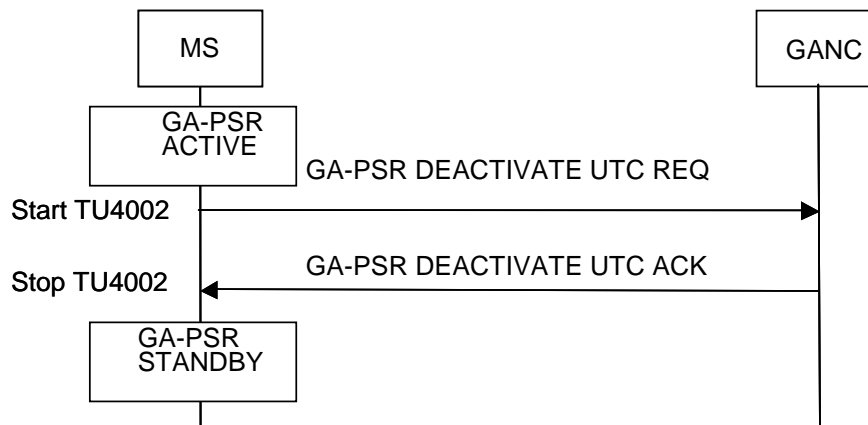 MS
GANC
GA-PSR
ACTIVE
GA-PSR DEACTIVATE UTC REQ
Start TU4002
GA-PSR DEACTIVATE UTC ACK
Stop TU4002
GA-PSR
STANDBY